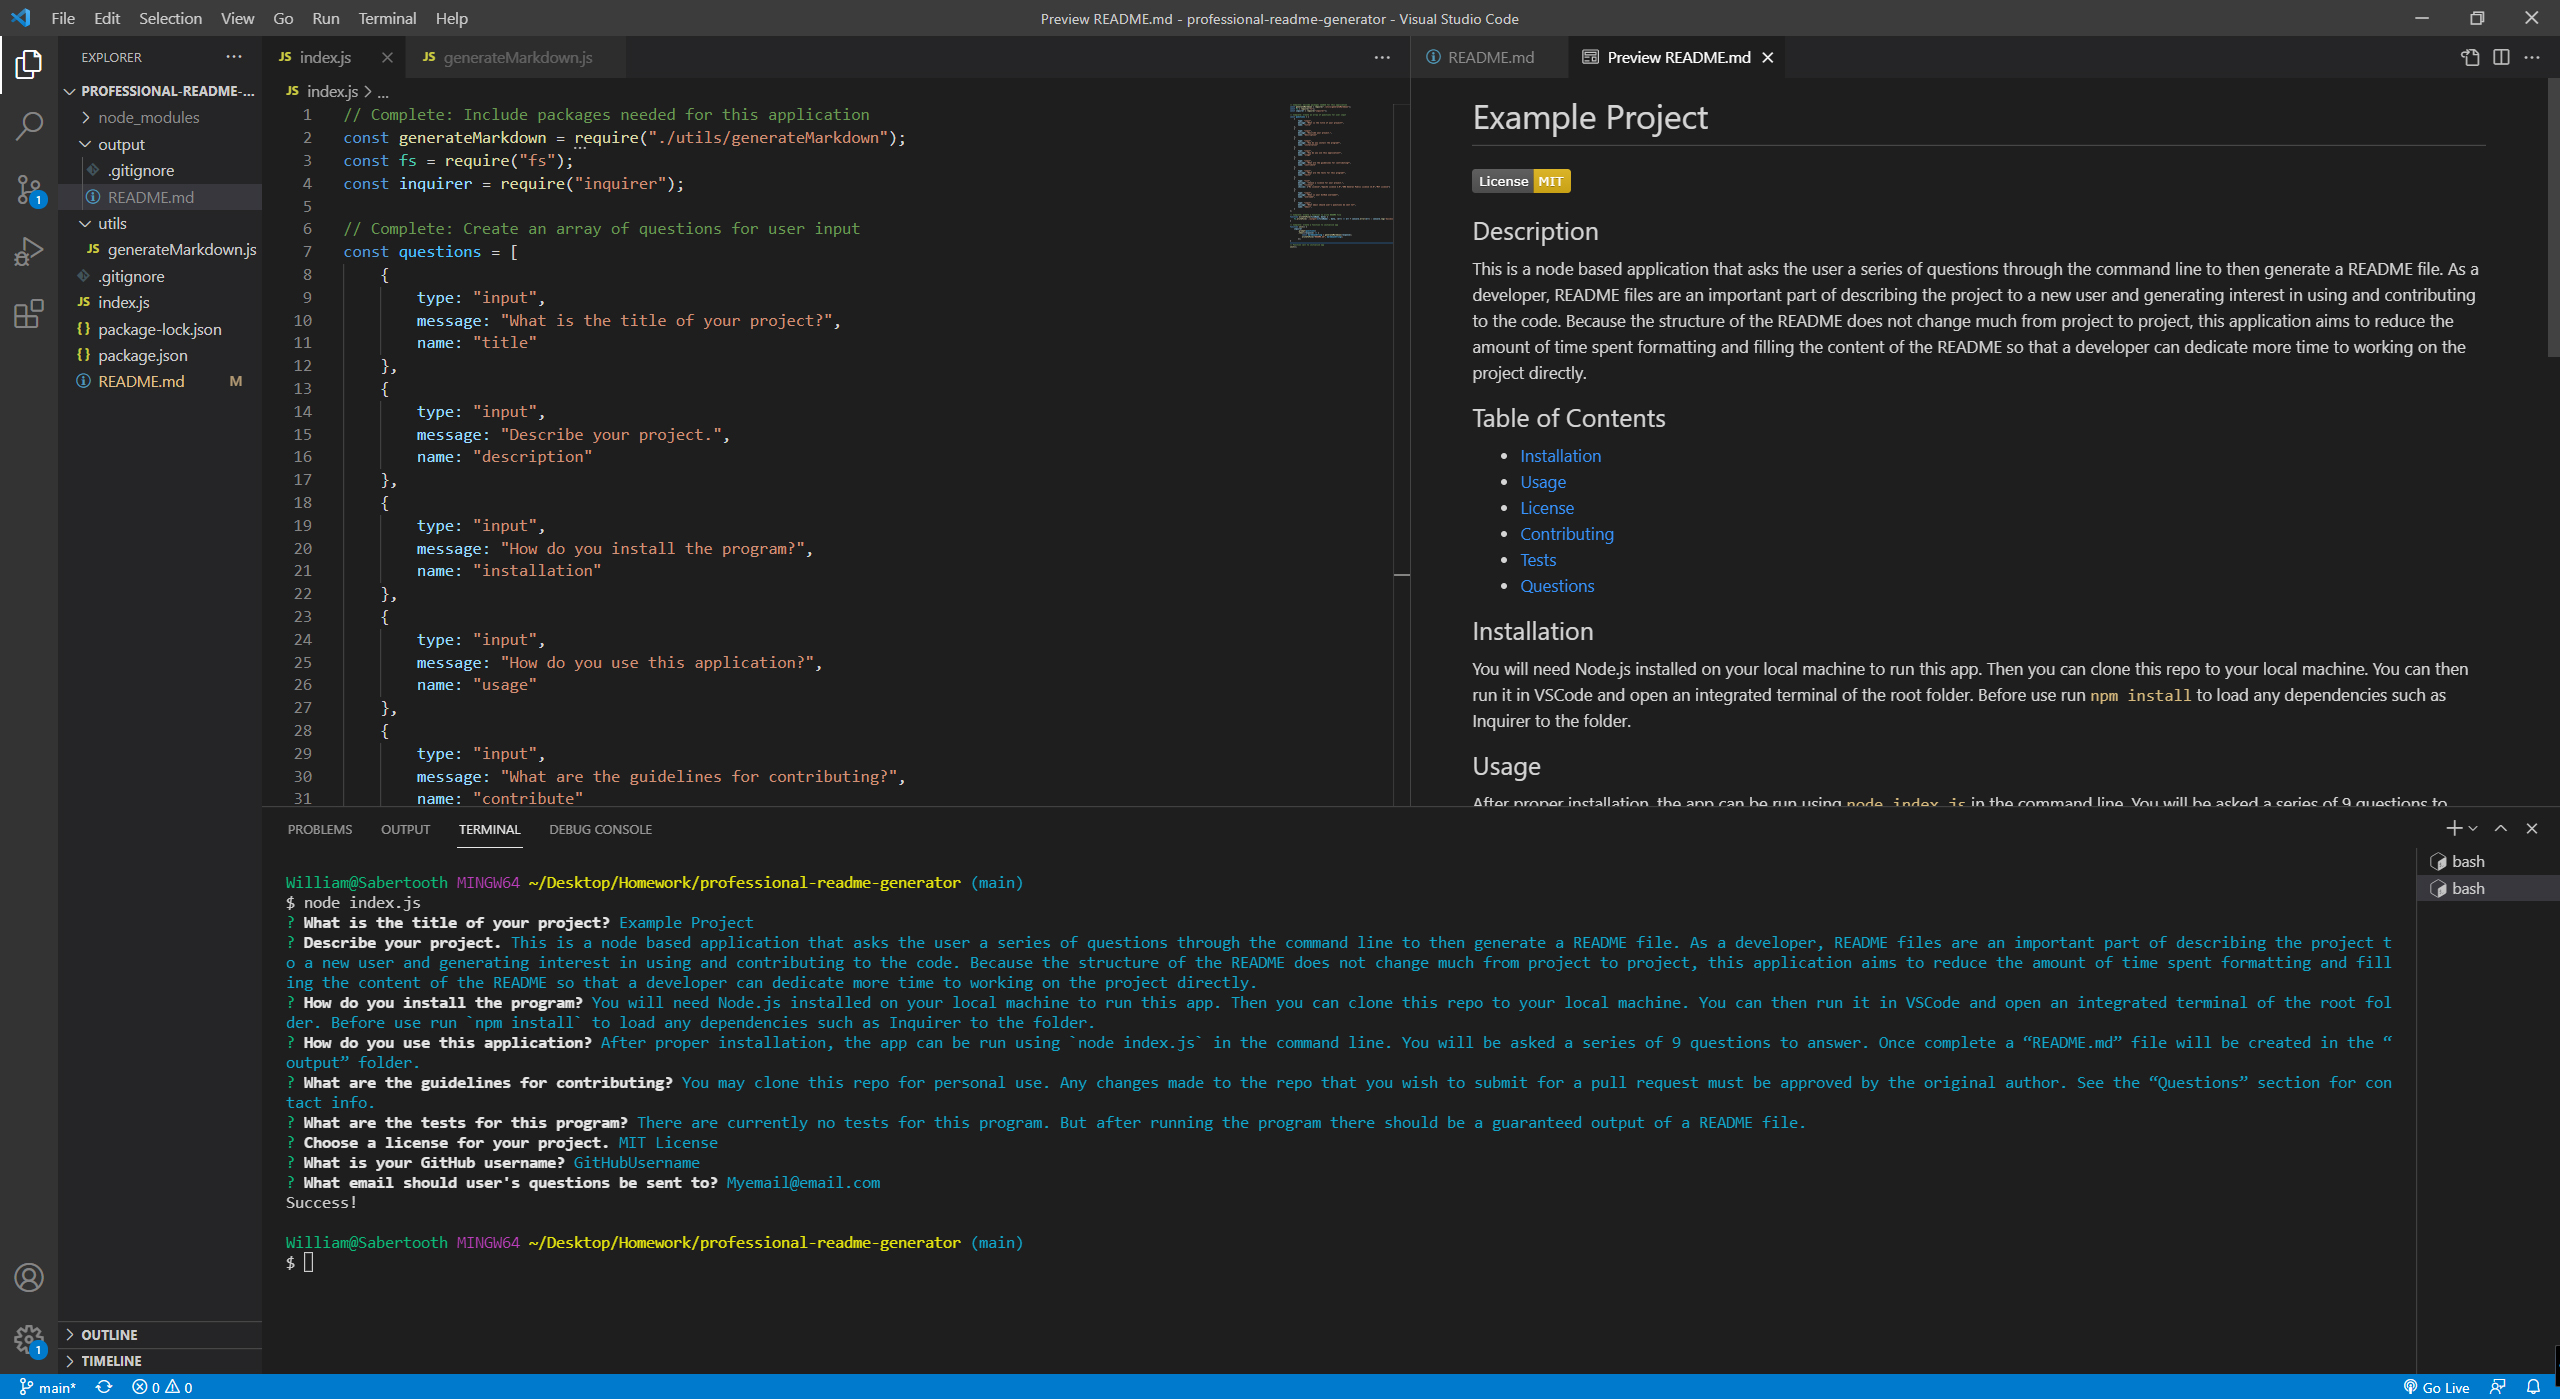 File Edit Selection View Go Run Terminal Help
Preview README.md - professional-readme-generator - Visual Studio Code
EXPLORER
PROFESSIONAL-README-...
node_modules
output
.gitignore
README.md
utils
JS generateMarkdown.js
.gitignore
JS index.js
{} package-lock.json
{} package.json
README.md M
OUTLINE
TIMELINE
1
1
JS index.js
JS generateMarkdown.js
JS index.js > ...
1 // Complete: Include packages needed for this application
2 const generateMarkdown = require("./utils/generateMarkdown");
3 const fs = require("fs");
4 const inquirer = require("inquirer");
5
6 // Complete: Create an array of questions for user input
7 const questions = [
8 {
9 type: "input",
10 message: "What is the title of your project?",
11 name: "title"
12 },
13 {
14 type: "input",
15 message: "Describe your project.",
16 name: "description"
17 },
18 {
19 type: "input",
20 message: "How do you install the program?",
21 name: "installation"
22 },
23 {
24 type: "input",
25 message: "How do you use this application?",
26 name: "usage"
27 },
28 {
29 type: "input",
30 message: "What are the guidelines for contributing?",
31 name: "contribute"
README.md
Preview README.md
Example Project
License MIT
Description
This is a node based application that asks the user a series of questions through the command line to then generate a README file. As a
developer, README files are an important part of describing the project to a new user and generating interest in using and contributing
to the code. Because the structure of the README does not change much from project to project, this application aims to reduce the
amount of time spent formatting and filling the content of the README so that a developer can dedicate more time to working on the
project directly.
Table of Contents
Installation
Usage
License
Contributing
Tests
Questions
Installation
You will need Node.js installed on your local machine to run this app. Then you can clone this repo to your local machine. You can then
run it in VSCode and open an integrated terminal of the root folder. Before use run npm install to load any dependencies such as
Inquirer to the folder.
Usage
After proper installation, the app can be run using node index.js in the command line. You will be asked a series of 9 questions to
PROBLEMS OUTPUT TERMINAL DEBUG CONSOLE
bash
bash
William@Sabertooth MINGW64 ~/Desktop/Homework/professional-readme-generator (main)
$ node index.js
? What is the title of your project? Example Project
? Describe your project. This is a node based application that asks the user a series of questions through the command line to then generate a README file. As a developer, README files are an important part of describing the project t
o a new user and generating interest in using and contributing to the code. Because the structure of the README does not change much from project to project, this application aims to reduce the amount of time spent formatting and fill
ing the content of the README so that a developer can dedicate more time to working on the project directly.
? How do you install the program? You will need Node.js installed on your local machine to run this app. Then you can clone this repo to your local machine. You can then run it in VSCode and open an integrated terminal of the root fol
der. Before use run `npm install` to load any dependencies such as Inquirer to the folder.
? How do you use this application? After proper installation, the app can be run using `node index.js` in the command line. You will be asked a series of 9 questions to answer. Once complete a “README.md” file will be created in the “
output” folder.
? What are the guidelines for contributing? You may clone this repo for personal use. Any changes made to the repo that you wish to submit for a pull request must be approved by the original author. See the “Questions” section for con
tact info.
? What are the tests for this program? There are currently no tests for this program. But after running the program there should be a guaranteed output of a README file.
? Choose a license for your project. MIT License
? What is your GitHub username? GitHubUsername
? What email should user's questions be sent to? Myemail@email.com
Success!
William@Sabertooth MINGW64 ~/Desktop/Homework/professional-readme-generator (main)
$
main* 0 0
Go Live